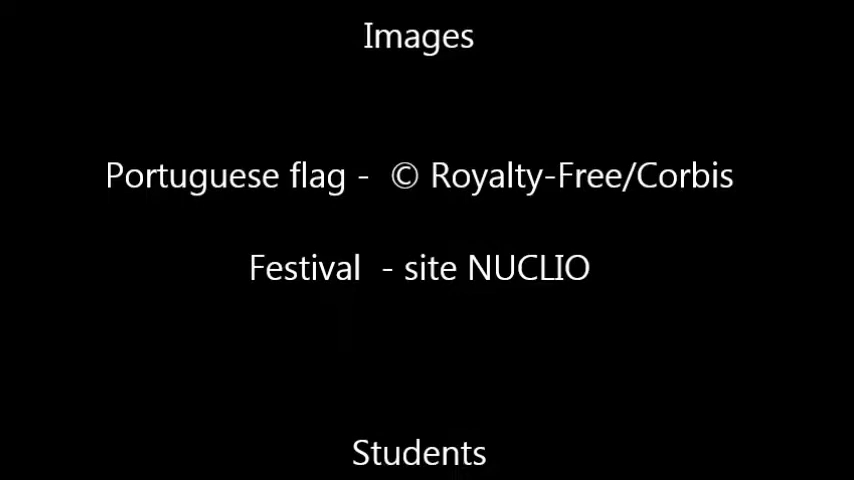 Images
Portuguese flag -  © Royalty-Free/Corbis
Festival  - site NUCLIO
Students